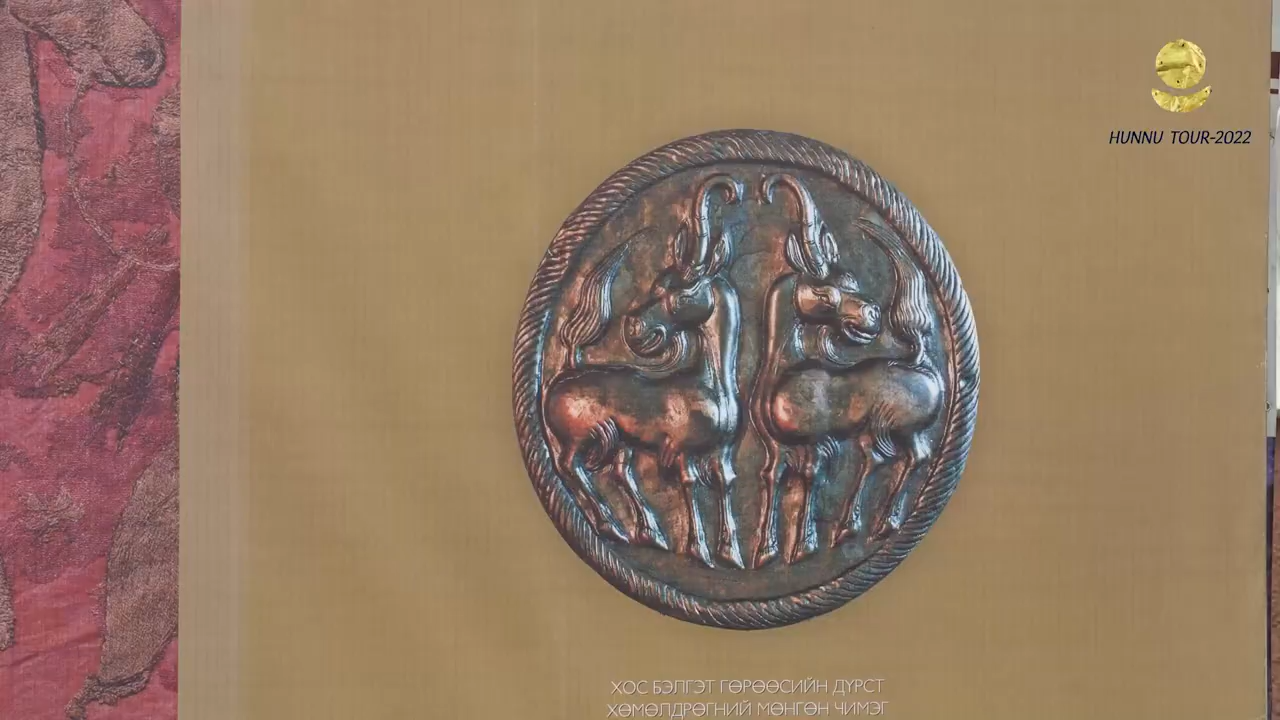 HUNNU TOUR-2022
ХОС БЭЛГЭТ ГӨРӨӨСИЙН ДҮРСТ
ХӨМӨЛДРӨГНИЙ МӨНГӨН ЧИМЭГ